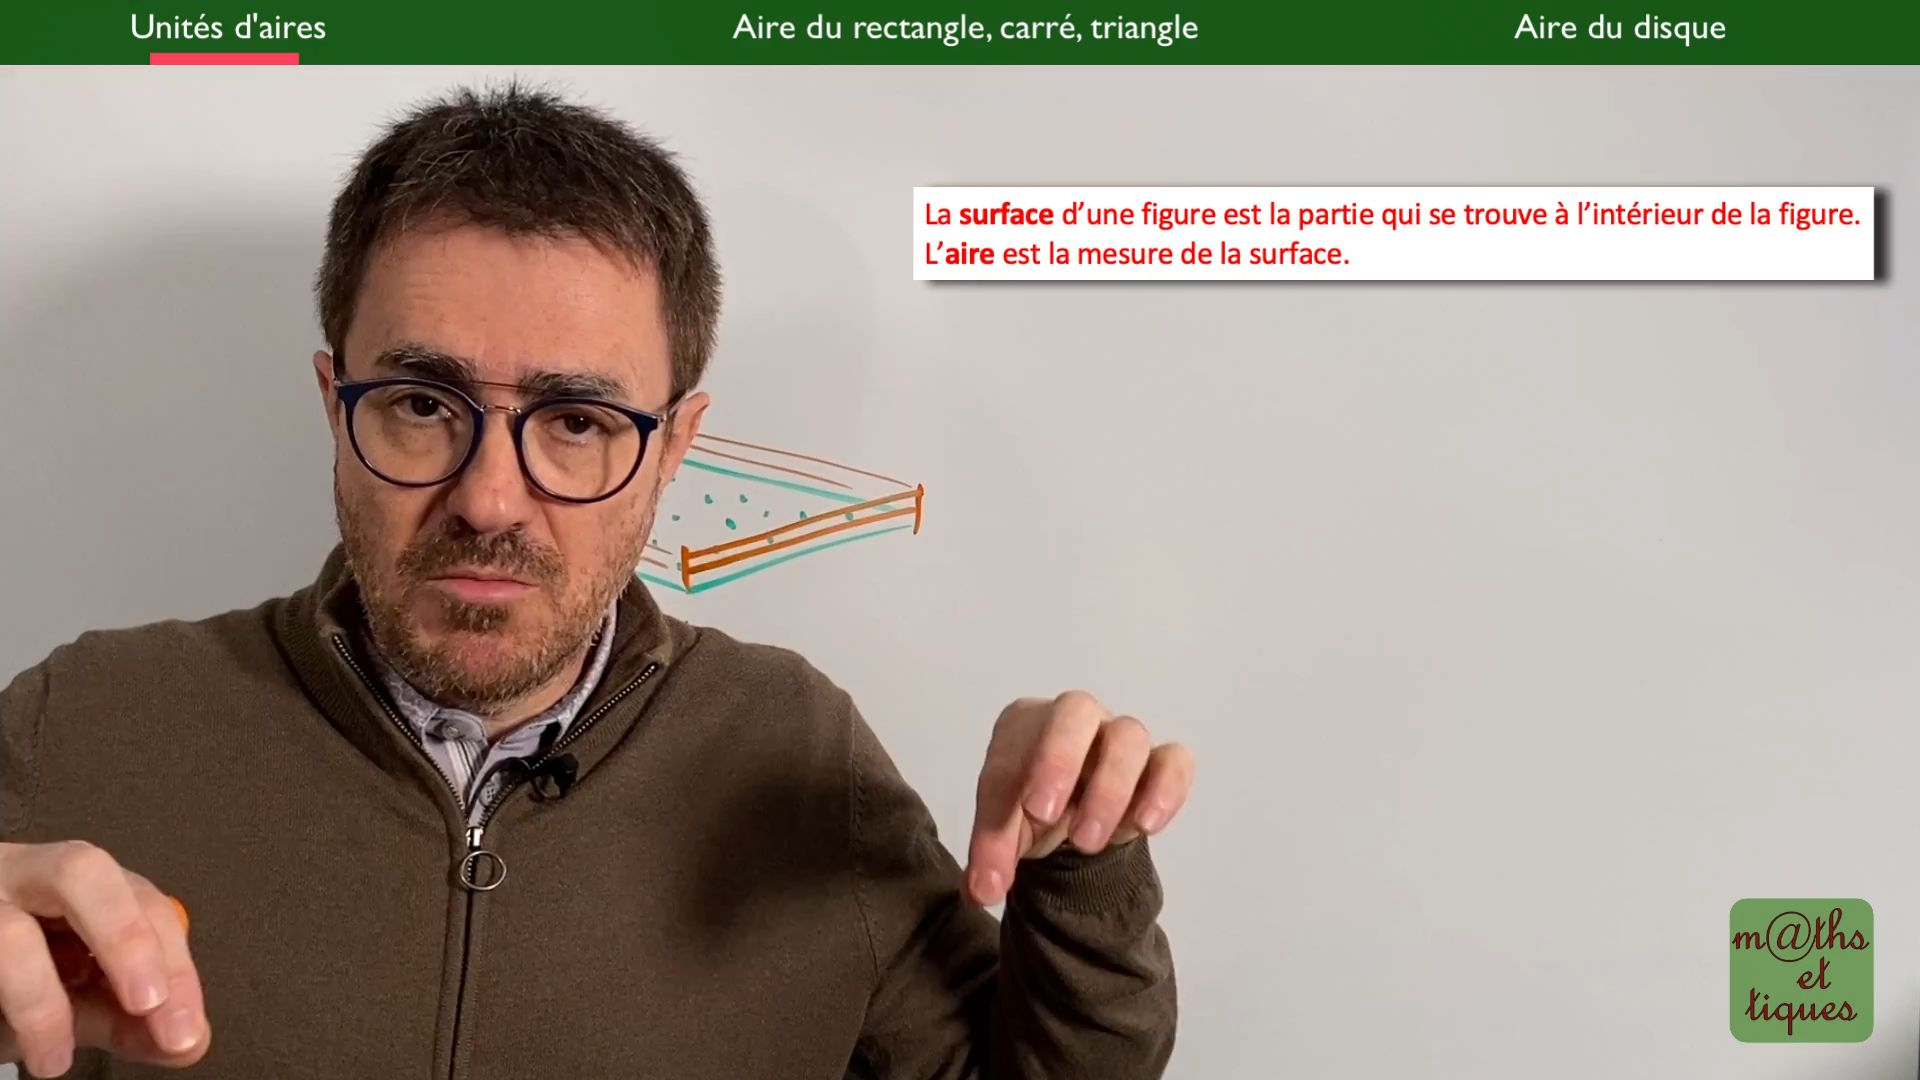 Unités d'aires
Aire du rectangle, carré, triangle
Aire du disque
La surface d’une figure est la partie qui se trouve à l’intérieur de la figure.
L’aire est la mesure de la surface.
m@ths
et
tiques